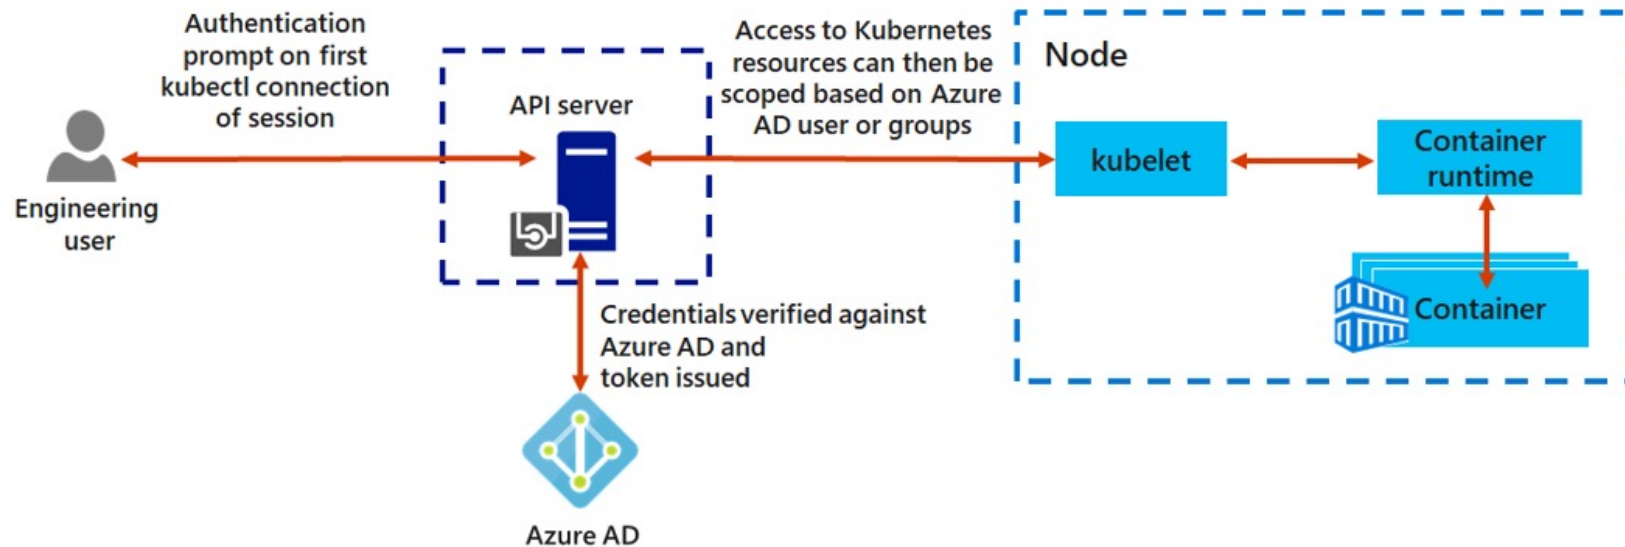 Authentication
prompt on first
kubectl connection
of session
Engineering
user
API server
Credentials verified against
Azure AD and
token issued
Azure AD
Access to Kubernetes
resources can then be
scoped based on Azure
AD user or groups
Node
kubelet
Container
runtime
Container